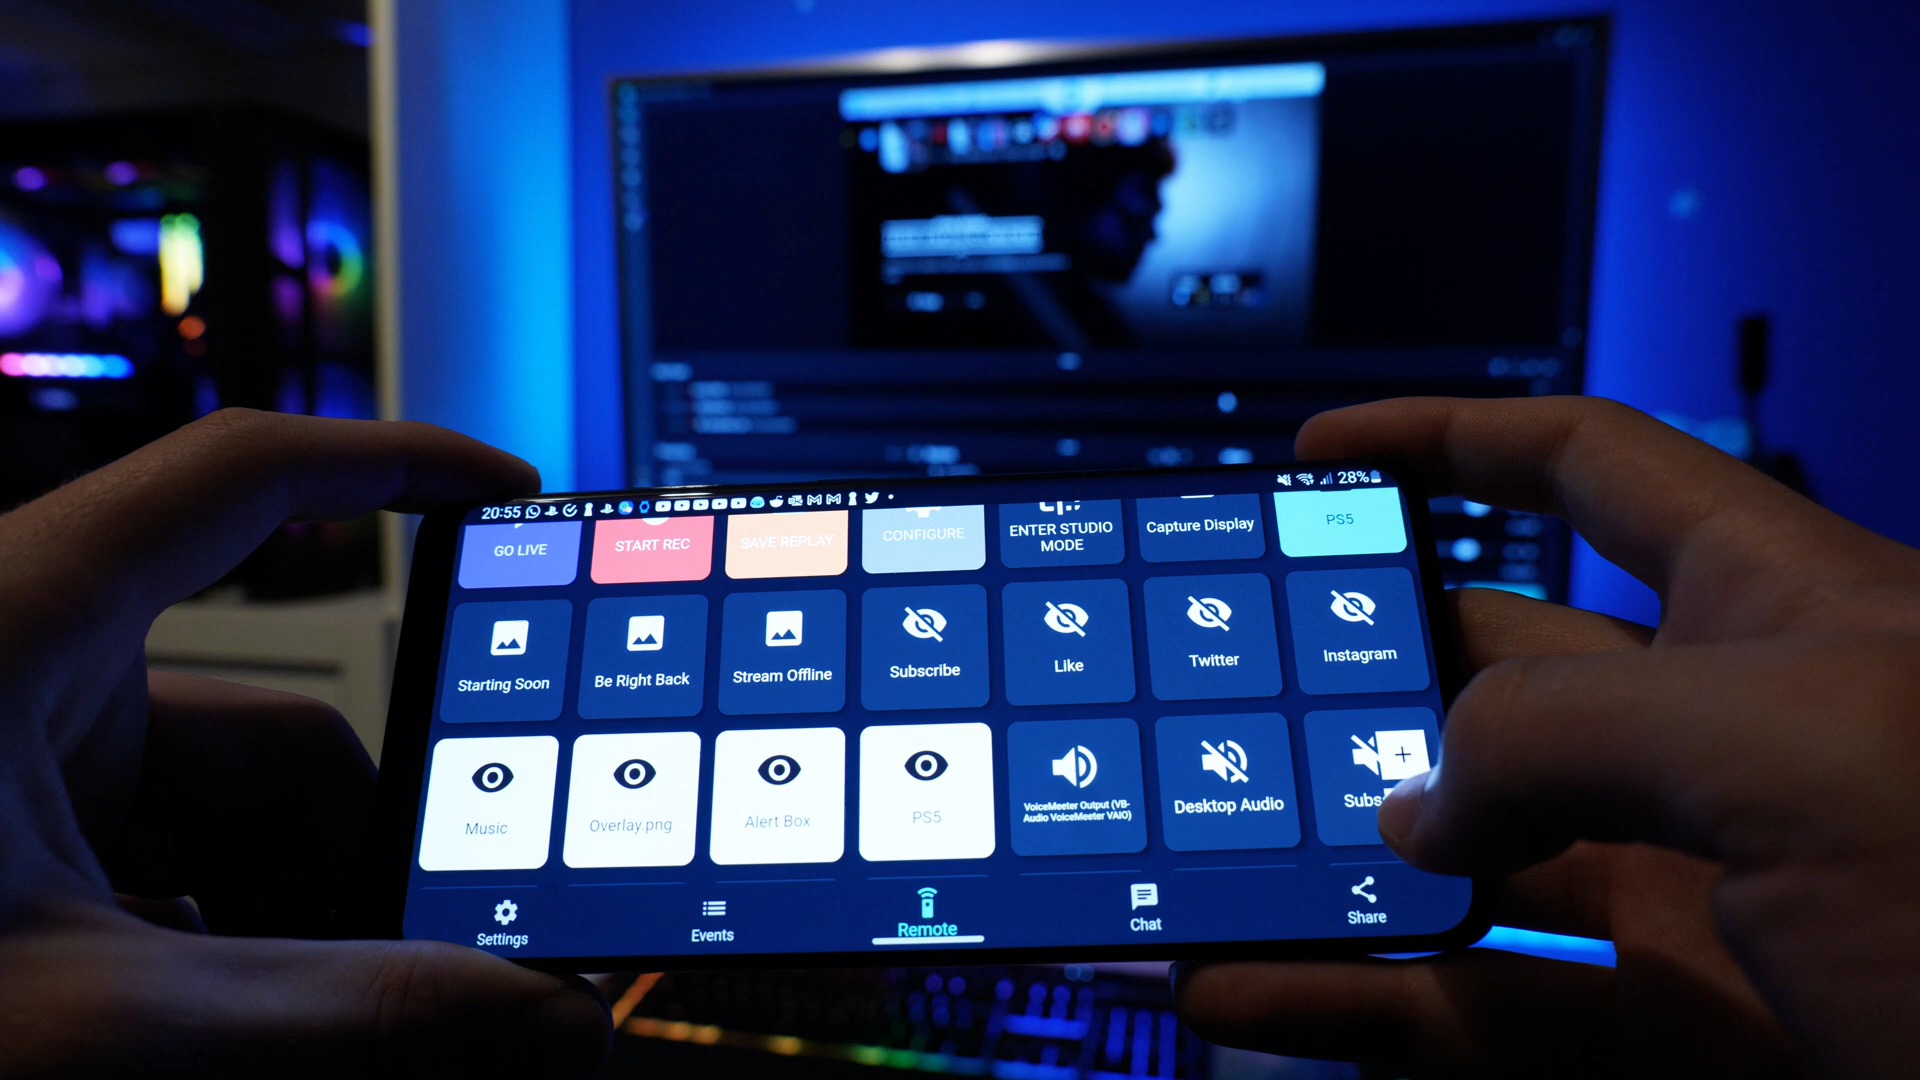 20:55
28%
GO LIVE
START REC
SAVE REPLAY
CONFIGURE
ENTER STUDIO
MODE
Capture Display
PS5
Starting Soon
Be Right Back
Stream Offline
Subscribe
Like
Twitter
Instagram
Music
Overlay.png
Alert Box
PS5
VoiceMeeter Output (VB-
Audio VoiceMeeter VAIO)
Desktop Audio
Subs
Settings
Events
Remote
Chat
Share